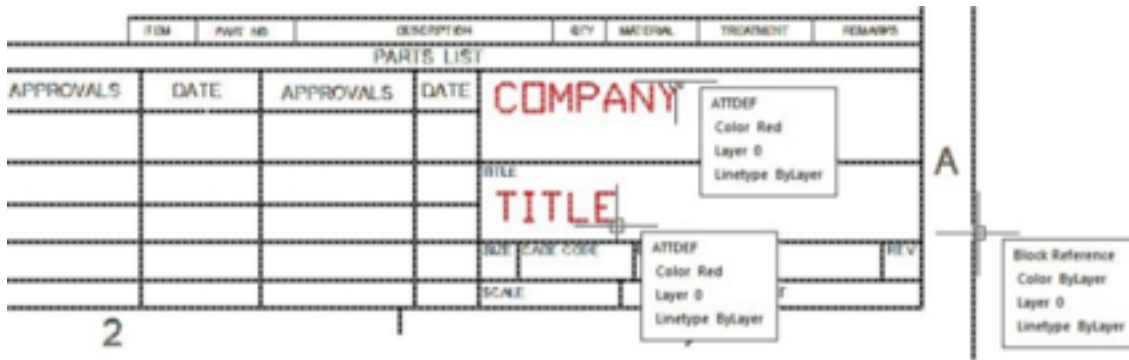 ITEM PART NO DESCRIPTION QTY MATERIAL TREATMENT REMARKS
PARTS LIST
APPROVALS DATE APPROVALS DATE COMPANY
ATTDEF
Color Red
Layer 0
Linetype ByLayer
A
TITLE
TITLE
SIZE CAGE CODE REV
ATTDEF
Color Red
Layer 0
Linetype ByLayer
Block Reference
Color ByLayer
Layer 0
Linetype ByLayer
SCALE
2